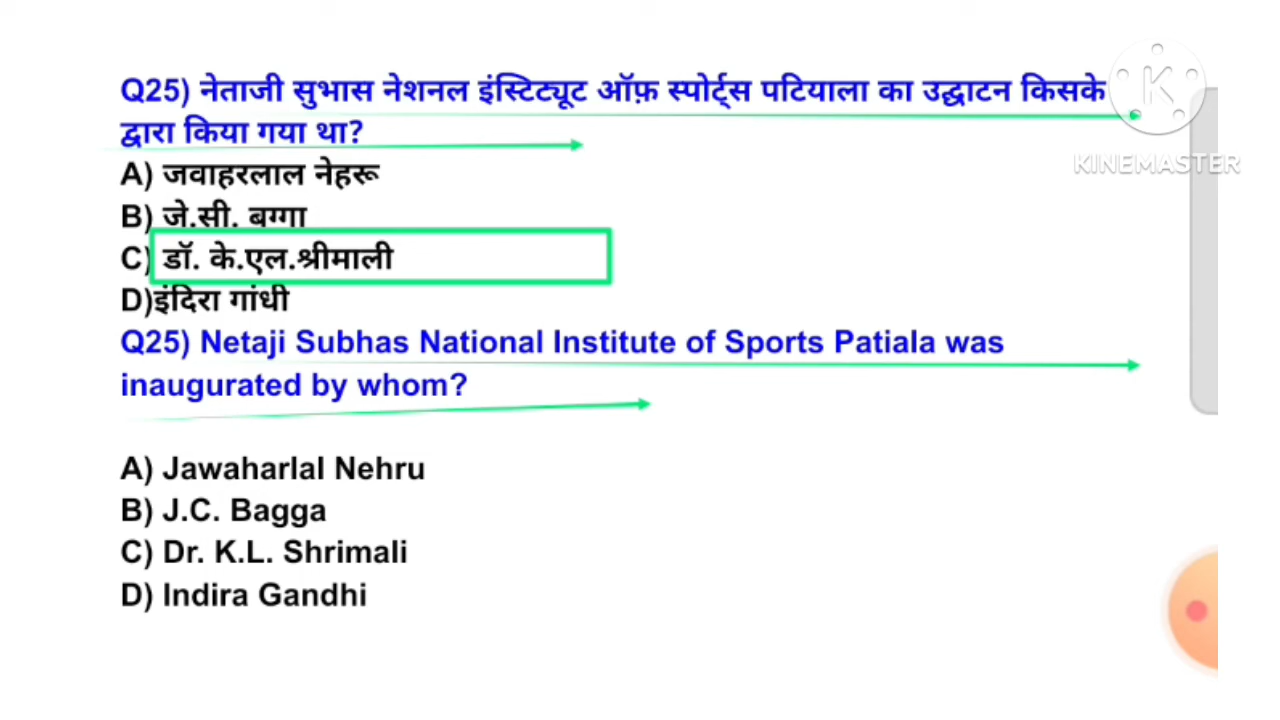 Q25) नेताजी सुभास नेशनल इंस्टिट्यूट ऑफ़ स्पोर्ट्स पटियाला का उद्घाटन किसके
द्वारा किया गया था?
A) जवाहरलाल नेहरू
B) जे.सी. बग्गा
C) डॉ. के.एल.श्रीमाली
D)इंदिरा गांधी
Q25) Netaji Subhas National Institute of Sports Patiala was
inaugurated by whom?
A) Jawaharlal Nehru
B) J.C. Bagga
C) Dr. K.L. Shrimali
D) Indira Gandhi
K
KINEMASTER